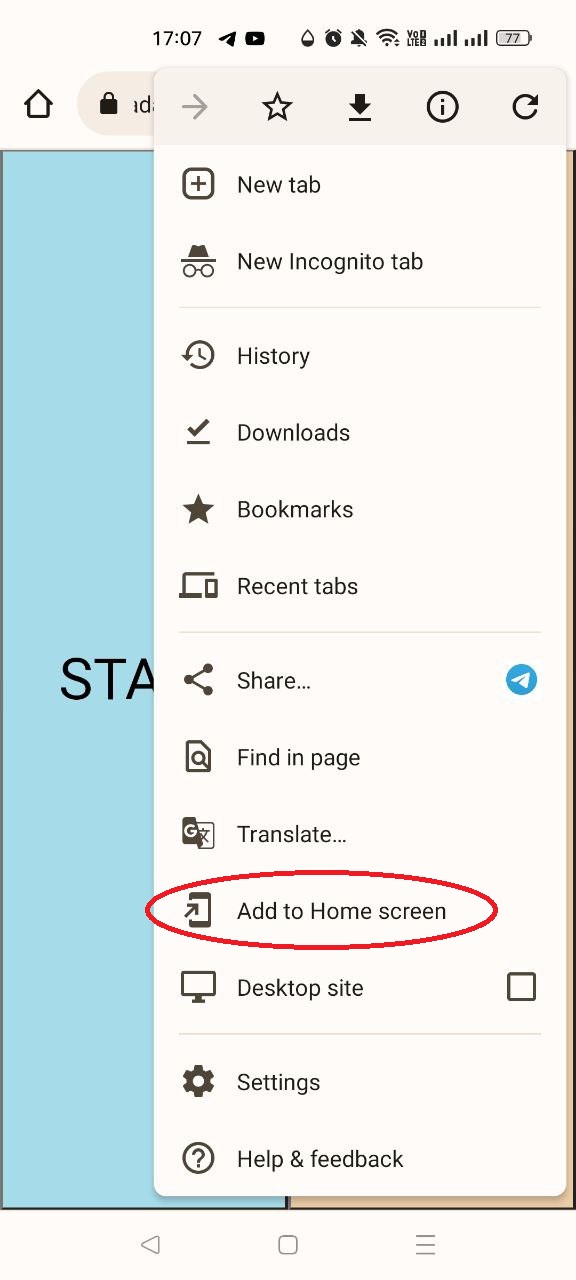 17:07 VoLTE 77
New tab
New Incognito tab
History
Downloads
Bookmarks
Recent tabs
STA
Share...
Find in page
Translate...
Add to Home screen
Desktop site
Settings
Help & feedback